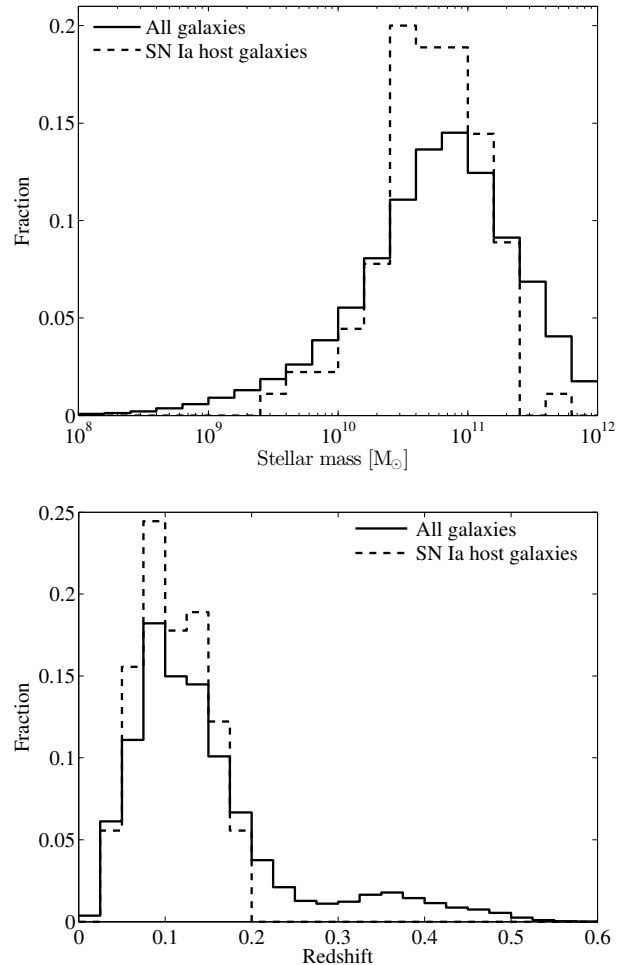 All galaxies
SN Ia host galaxies
0.2
0.15
0.1
0.05
0
Fraction
10^8
10^9
10^10
10^11
10^12
Stellar mass [M⊙]
All galaxies
SN Ia host galaxies
0.25
0.2
0.15
0.1
0.05
0
Fraction
0
0.1
0.2
0.3
0.4
0.5
0.6
Redshift